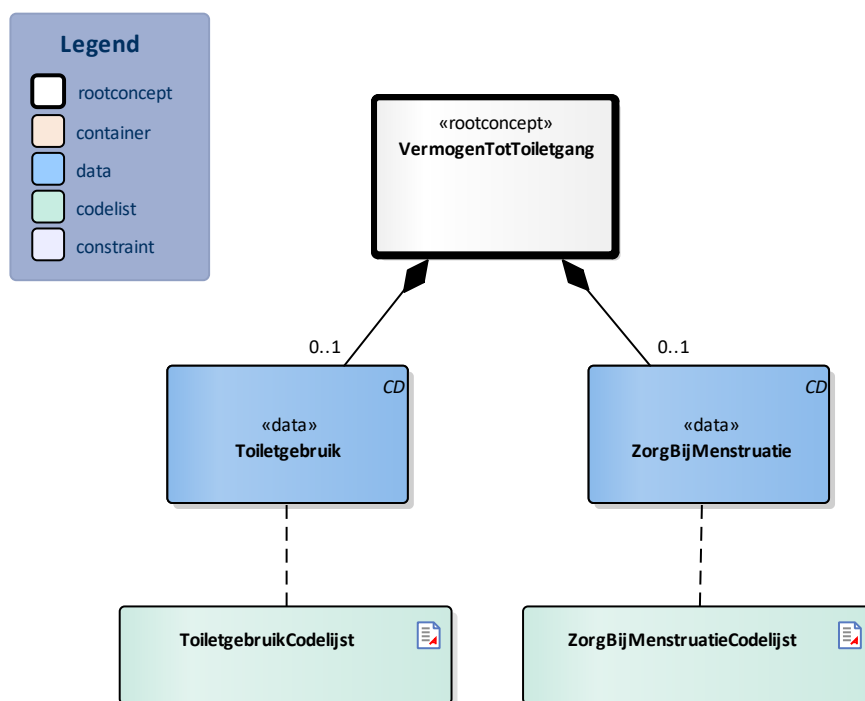 Legend
rootconcept
container
data
codelist
constraint
«rootconcept»
VermogenTotToiletgang
0..1
0..1
CD
«data»
Toiletgebruik
CD
«data»
ZorgBijMenstruatie
ToiletgebruikCodelijst
ZorgBijMenstruatieCodelijst